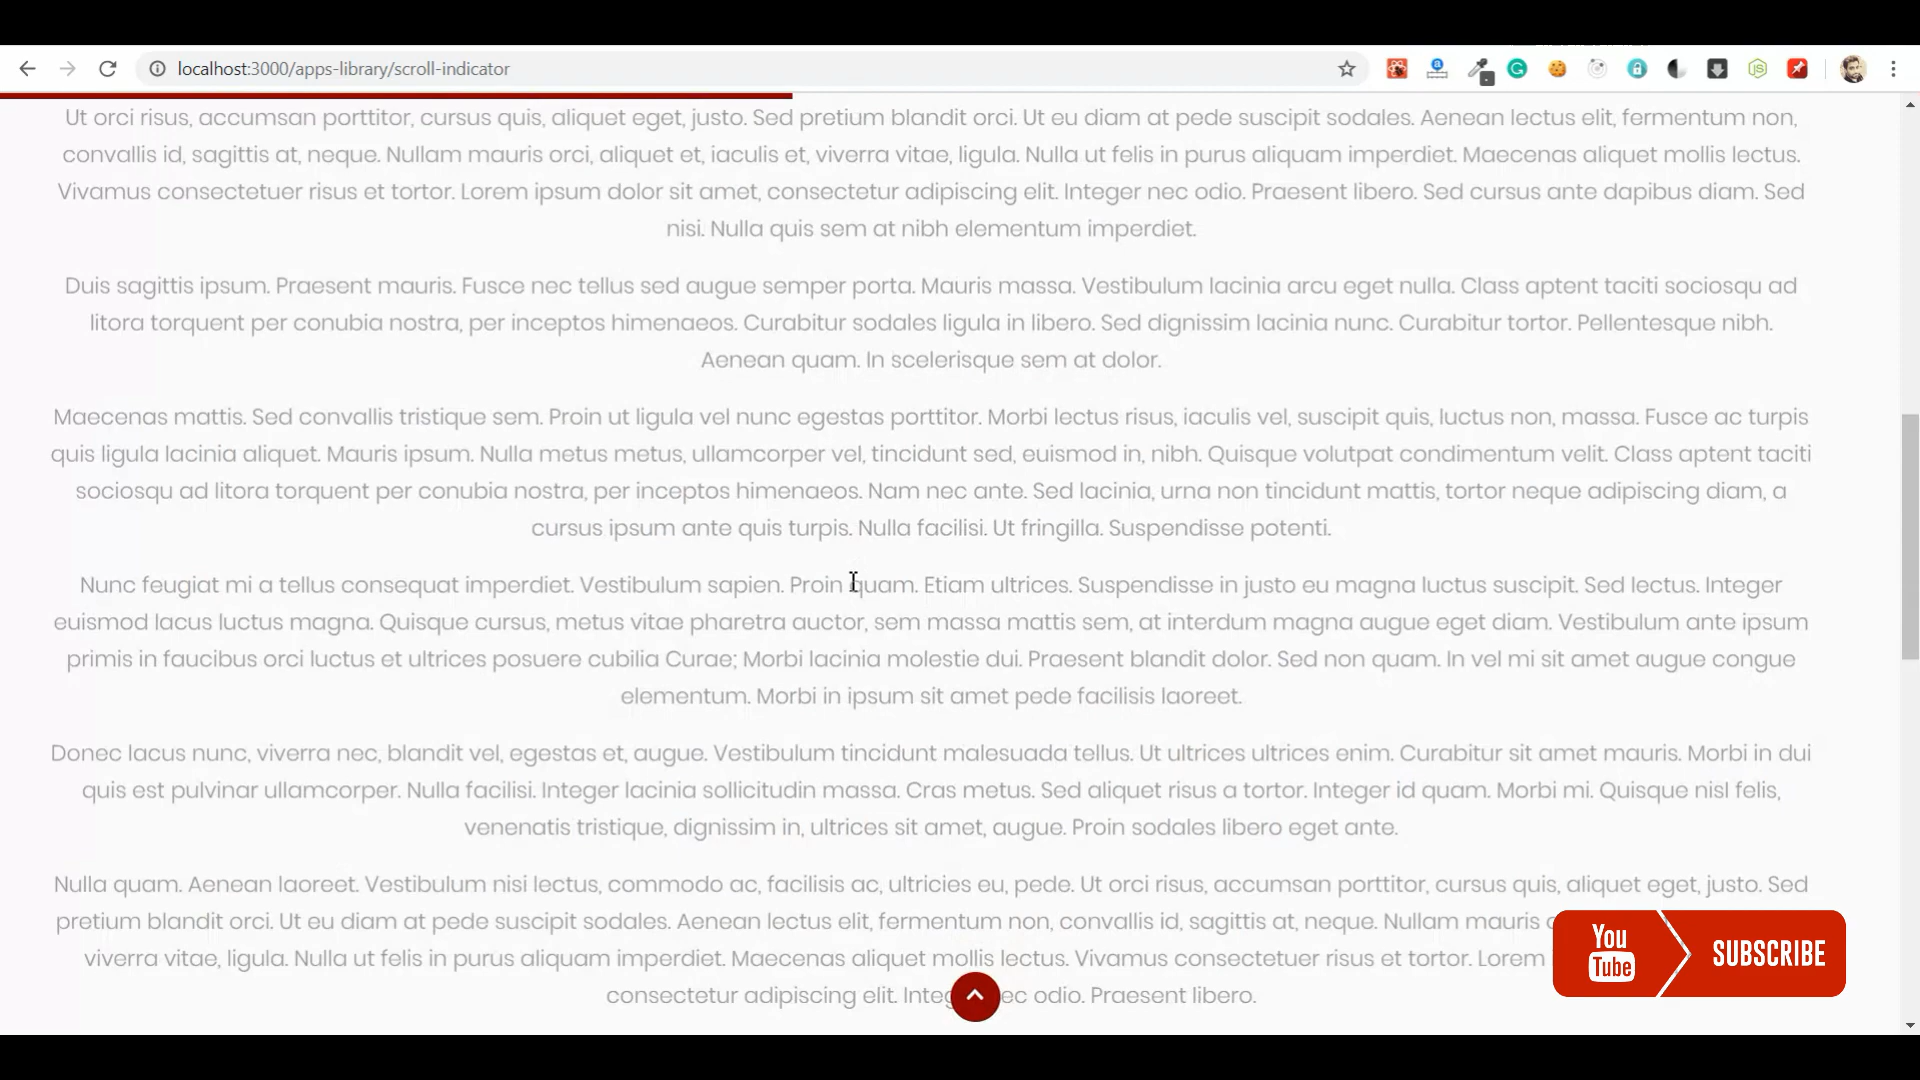 localhost:3000/apps-library/scroll-indicator
Ut orci risus, accumsan porttitor, cursus quis, aliquet eget, justo. Sed pretium blandit orci. Ut eu diam at pede suscipit sodales. Aenean lectus elit, fermentum non,
convallis id, sagittis at, neque. Nullam mauris orci, aliquet et, iaculis et, viverra vitae, ligula. Nulla ut felis in purus aliquam imperdiet. Maecenas aliquet mollis lectus.
Vivamus consectetuer risus et tortor. Lorem ipsum dolor sit amet, consectetur adipiscing elit. Integer nec odio. Praesent libero. Sed cursus ante dapibus diam. Sed
nisi. Nulla quis sem at nibh elementum imperdiet.
Duis sagittis ipsum. Praesent mauris. Fusce nec tellus sed augue semper porta. Mauris massa. Vestibulum lacinia arcu eget nulla. Class aptent taciti sociosqu ad
litora torquent per conubia nostra, per inceptos himenaeos. Curabitur sodales ligula in libero. Sed dignissim lacinia nunc. Curabitur tortor. Pellentesque nibh.
Aenean quam. In scelerisque sem at dolor.
Maecenas mattis. Sed convallis tristique sem. Proin ut ligula vel nunc egestas porttitor. Morbi lectus risus, iaculis vel, suscipit quis, luctus non, massa. Fusce ac turpis
quis ligula lacinia aliquet. Mauris ipsum. Nulla metus metus, ullamcorper vel, tincidunt sed, euismod in, nibh. Quisque volutpat condimentum velit. Class aptent taciti
sociosqu ad litora torquent per conubia nostra, per inceptos himenaeos. Nam nec ante. Sed lacinia, urna non tincidunt mattis, tortor neque adipiscing diam, a
cursus ipsum ante quis turpis. Nulla facilisi. Ut fringilla. Suspendisse potenti.
Nunc feugiat mi a tellus consequat imperdiet. Vestibulum sapien. Proin quam. Etiam ultrices. Suspendisse in justo eu magna luctus suscipit. Sed lectus. Integer
euismod lacus luctus magna. Quisque cursus, metus vitae pharetra auctor, sem massa mattis sem, at interdum magna augue eget diam. Vestibulum ante ipsum
primis in faucibus orci luctus et ultrices posuere cubilia Curae; Morbi lacinia molestie dui. Praesent blandit dolor. Sed non quam. In vel mi sit amet augue congue
elementum. Morbi in ipsum sit amet pede facilisis laoreet.
Donec lacus nunc, viverra nec, blandit vel, egestas et, augue. Vestibulum tincidunt malesuada tellus. Ut ultrices ultrices enim. Curabitur sit amet mauris. Morbi in dui
quis est pulvinar ullamcorper. Nulla facilisi. Integer lacinia sollicitudin massa. Cras metus. Sed aliquet risus a tortor. Integer id quam. Morbi mi. Quisque nisl felis,
venenatis tristique, dignissim in, ultrices sit amet, augue. Proin sodales libero eget ante.
Nulla quam. Aenean laoreet. Vestibulum nisi lectus, commodo ac, facilisis ac, ultricies eu, pede. Ut orci risus, accumsan porttitor, cursus quis, aliquet eget, justo. Sed
pretium blandit orci. Ut eu diam at pede suscipit sodales. Aenean lectus elit, fermentum non, convallis id, sagittis at, neque. Nullam mauris
viverra vitae, ligula. Nulla ut felis in purus aliquam imperdiet. Maecenas aliquet mollis lectus. Vivamus consectetuer risus et tortor. Lorem
consectetur adipiscing elit. odio. Praesent libero.
You
Tube
SUBSCRIBE